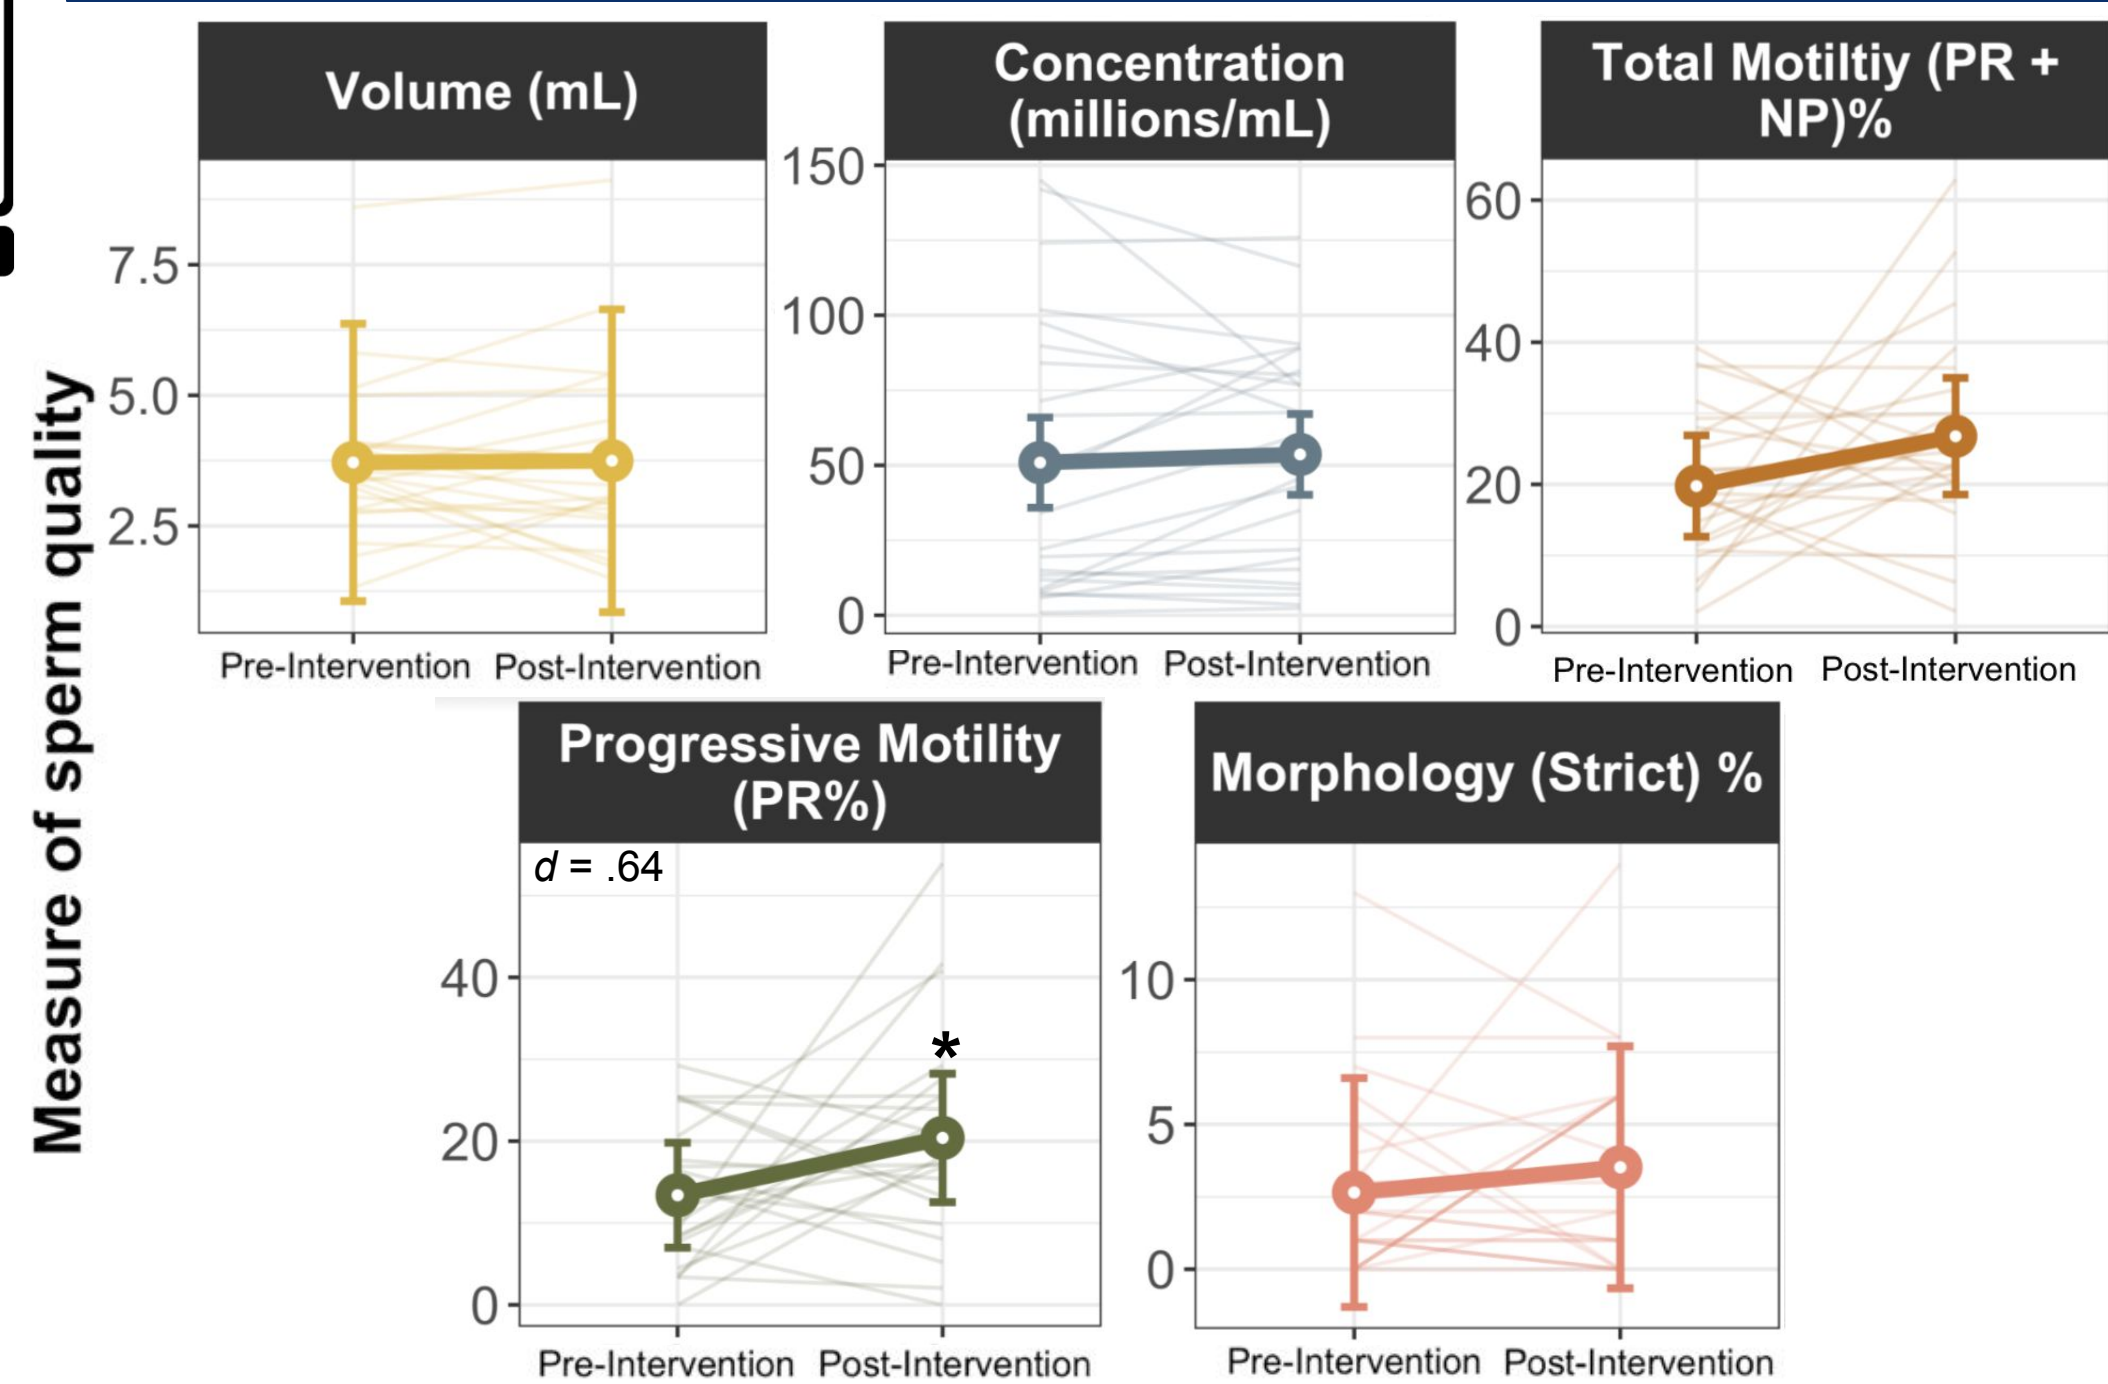 Measure of sperm quality
Volume (mL)
7.5
5.0
2.5
Pre-Intervention Post-Intervention
Concentration
(millions/mL)
150
100
50
0
Pre-Intervention Post-Intervention
Total Motiltiy (PR +
NP)%
60
40
20
0
Pre-Intervention Post-Intervention
Progressive Motility
(PR%)
d = .64
*
40
20
0
Pre-Intervention Post-Intervention
Morphology (Strict) %
10
5
0
Pre-Intervention Post-Intervention